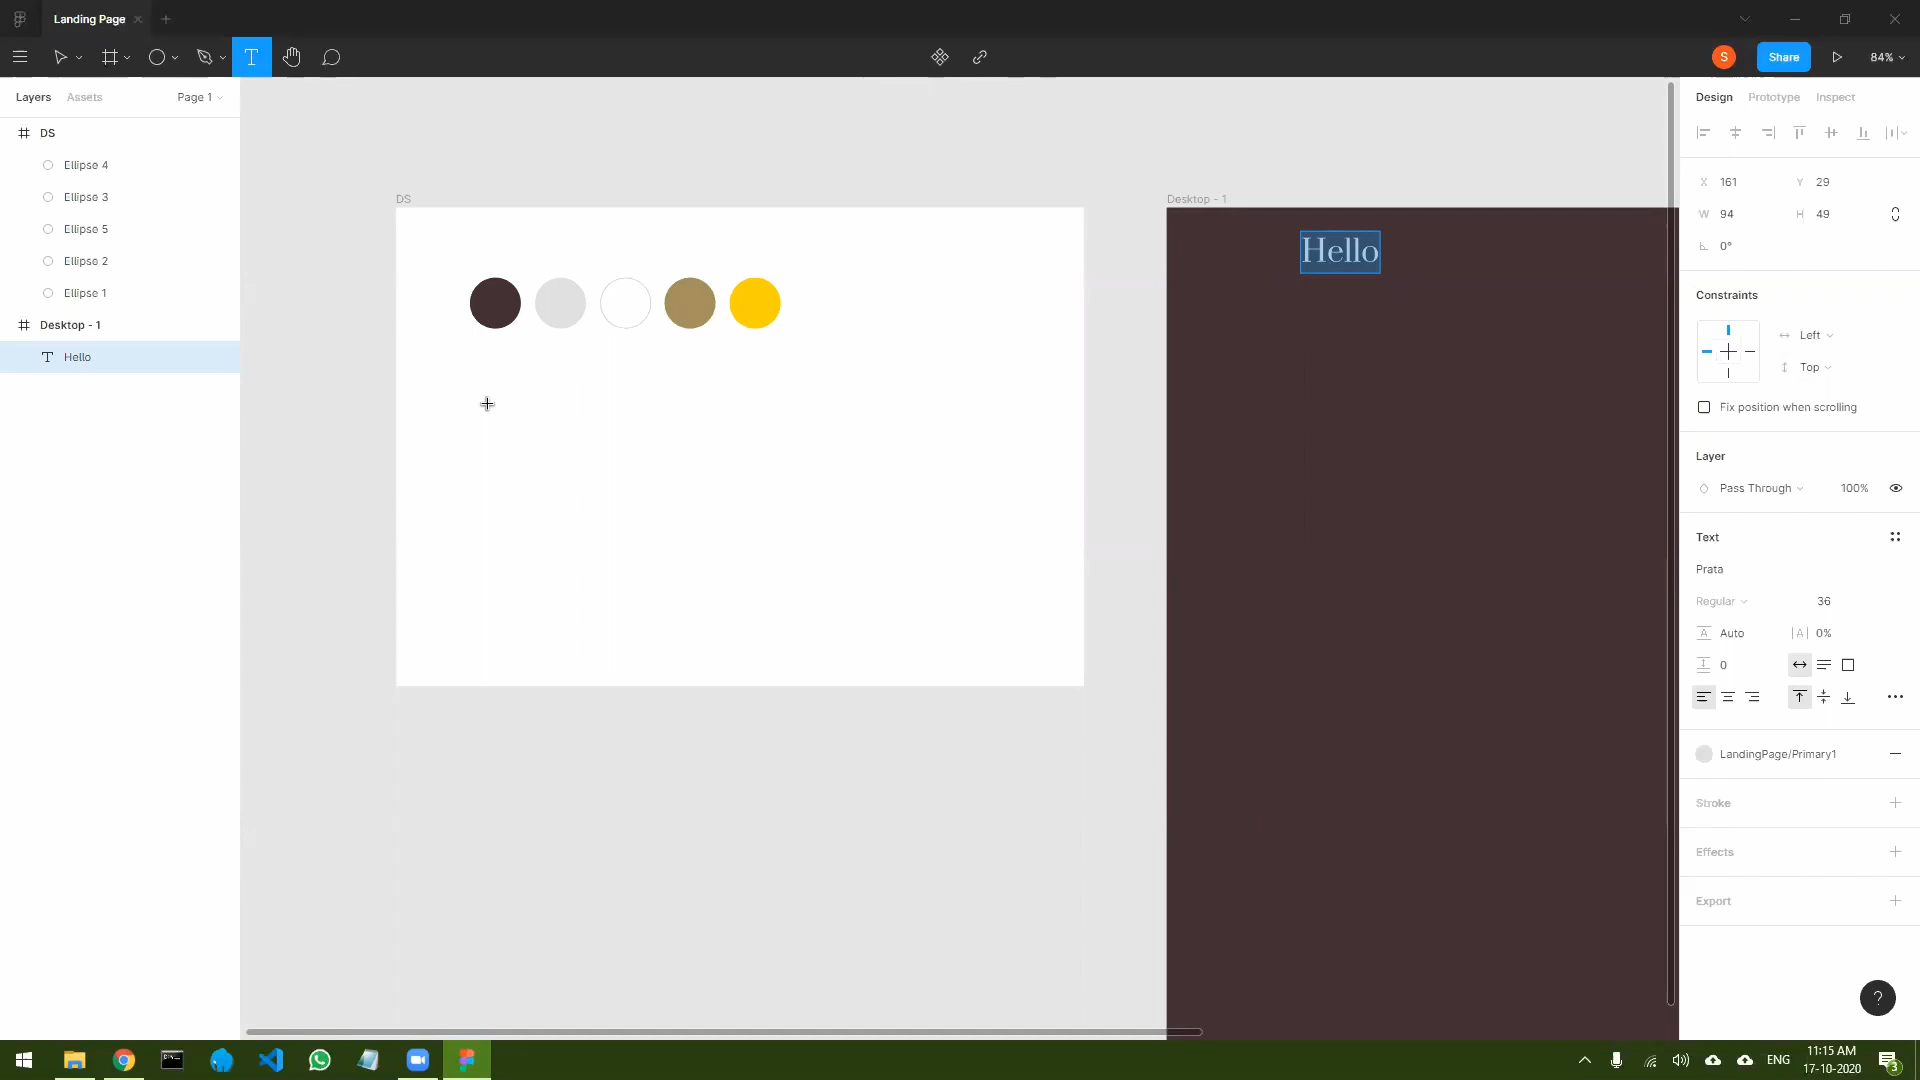 Landing Page
S
Share
84%
Layers
Assets
Page 1
DS
Ellipse 4
Ellipse 3
Ellipse 5
Ellipse 2
Ellipse 1
Desktop - 1
Hello
DS
Desktop - 1
Hello
Design
Prototype
Inspect
X 161
Y 29
W 94
H 49
0°
Constraints
Left
Top
Fix position when scrolling
Layer
Pass Through
100%
Text
Prata
Regular
36
Auto
0%
0
LandingPage/Primary1
Stroke
Effects
Export
?
ENG
11:15 AM
17-10-2020
3